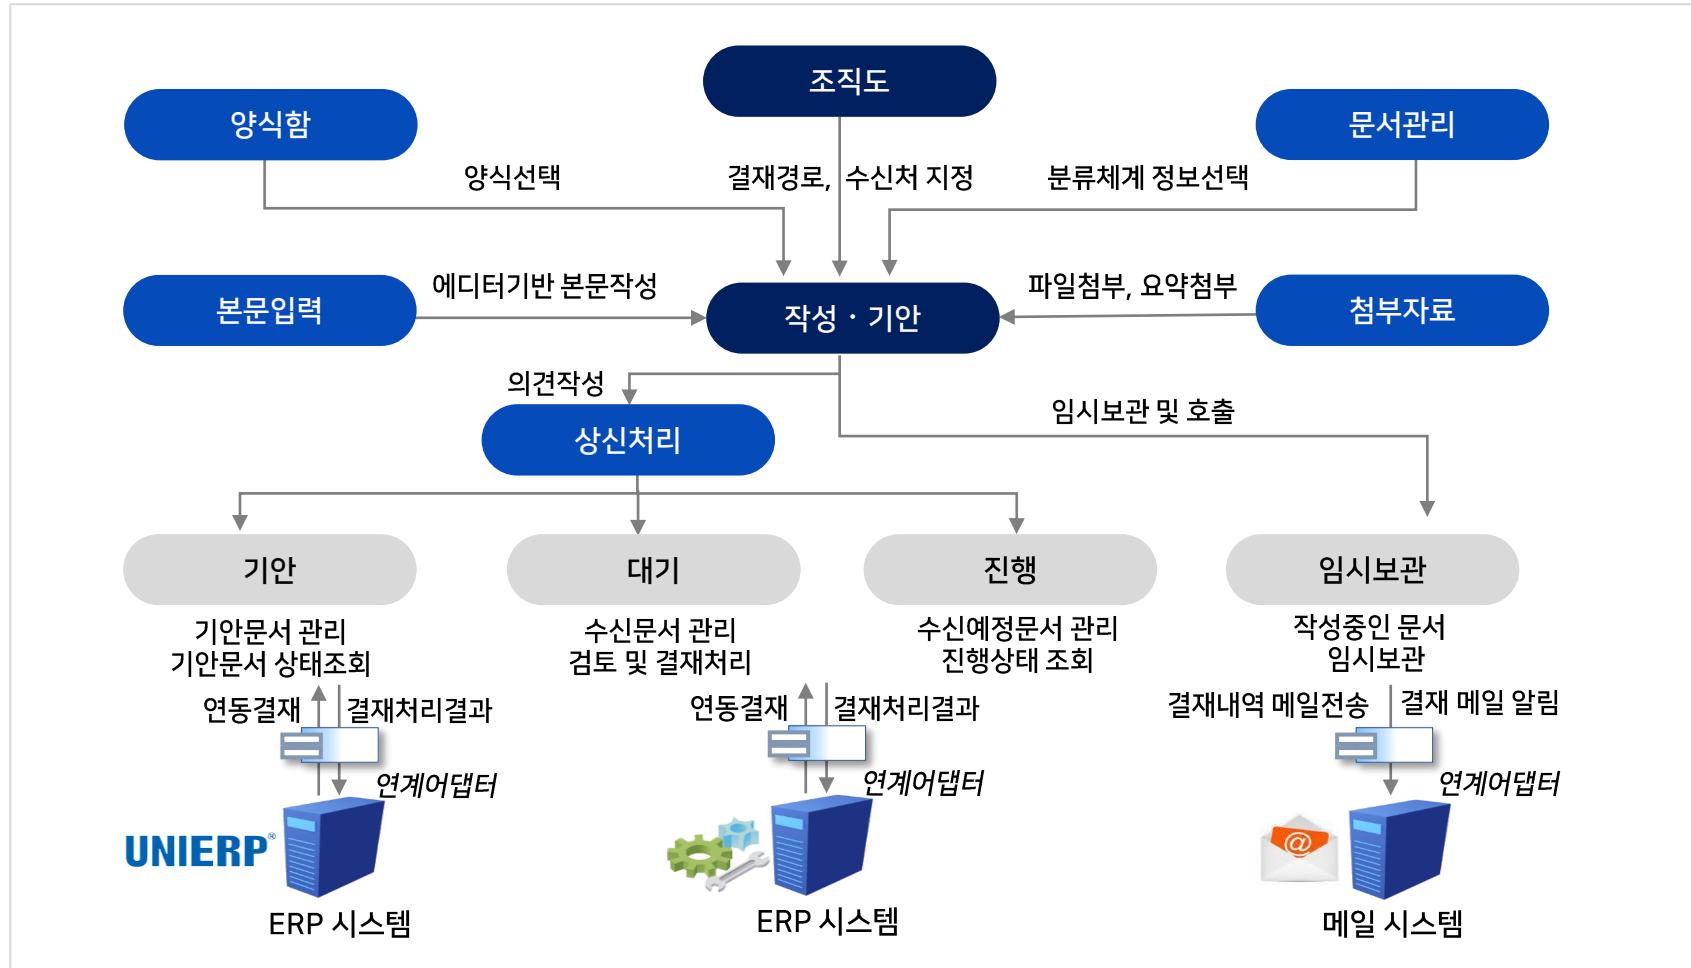 조직도
양식함
문서관리
양식선택
결재경로, 수신처 지정
분류체계 정보선택
본문입력
에디터기반 본문작성
작성 · 기안
파일첨부, 요약첨부
첨부자료
의견작성
상신처리
임시보관 및 호출
기안
대기
진행
임시보관
기안문서 관리
기안문서 상태조회
수신문서 관리
검토 및 결재처리
수신예정문서 관리
진행상태 조회
작성중인 문서
임시보관
연동결재
결재처리결과
연동결재
결재처리결과
결재내역 메일전송
결재 메일 알림
연계어댑터
연계어댑터
연계어댑터
UNIERP®
@
ERP 시스템
ERP 시스템
메일 시스템